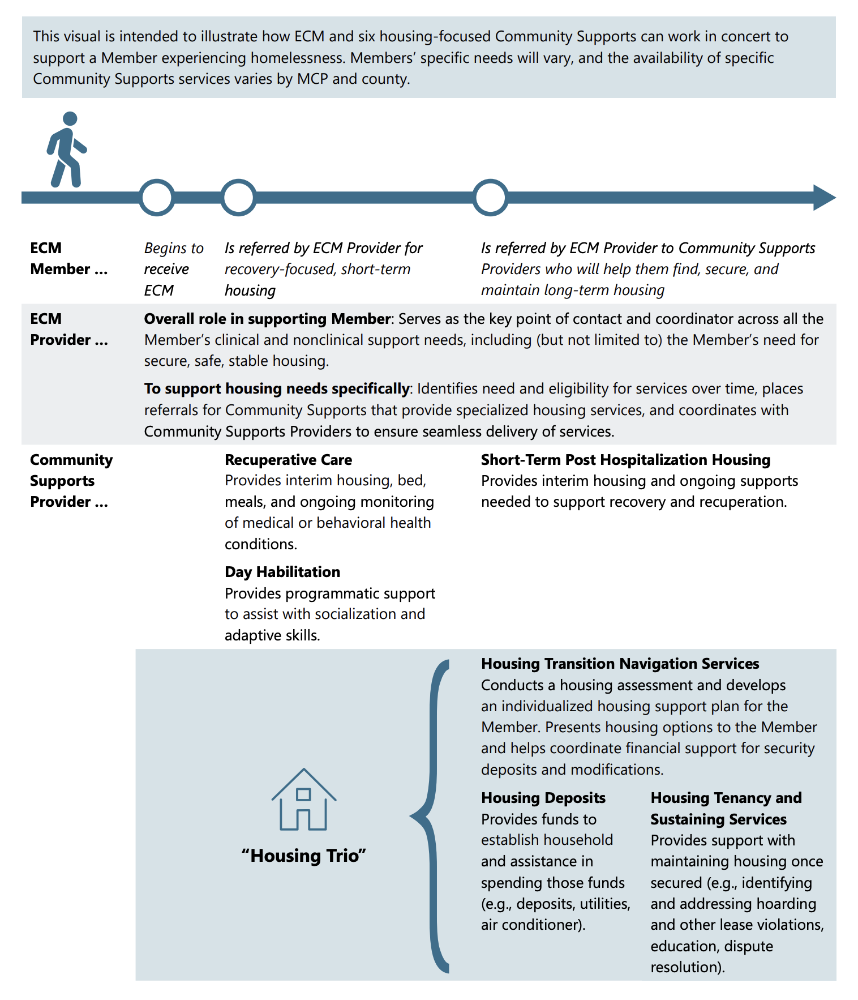 This visual is intended to illustrate how ECM and six housing-focused Community Supports can work in concert to
support a Member experiencing homelessness. Members’ specific needs will vary, and the availability of specific
Community Supports services varies by MCP and county.
ECM
Member ...
Begins to
receive
ECM
Is referred by ECM Provider for
recovery-focused, short-term
housing
Is referred by ECM Provider to Community Supports
Providers who will help them find, secure, and
maintain long-term housing
ECM
Provider ...
Overall role in supporting Member: Serves as the key point of contact and coordinator across all the
Member’s clinical and nonclinical support needs, including (but not limited to) the Member’s need for
secure, safe, stable housing.
To support housing needs specifically: Identifies need and eligibility for services over time, places
referrals for Community Supports that provide specialized housing services, and coordinates with
Community Supports Providers to ensure seamless delivery of services.
Community
Supports
Provider ...
Recuperative Care
Provides interim housing, bed,
meals, and ongoing monitoring
of medical or behavioral health
conditions.
Day Habilitation
Provides programmatic support
to assist with socialization and
adaptive skills.
Short-Term Post Hospitalization Housing
Provides interim housing and ongoing supports
needed to support recovery and recuperation.
“Housing Trio”
Housing Transition Navigation Services
Conducts a housing assessment and develops
an individualized housing support plan for the
Member. Presents housing options to the Member
and helps coordinate financial support for security
deposits and modifications.
Housing Deposits
Provides funds to
establish household
and assistance in
spending those funds
(e.g., deposits, utilities,
air conditioner).
Housing Tenancy and
Sustaining Services
Provides support with
maintaining housing once
secured (e.g., identifying
and addressing hoarding
and other lease violations,
education, dispute
resolution).